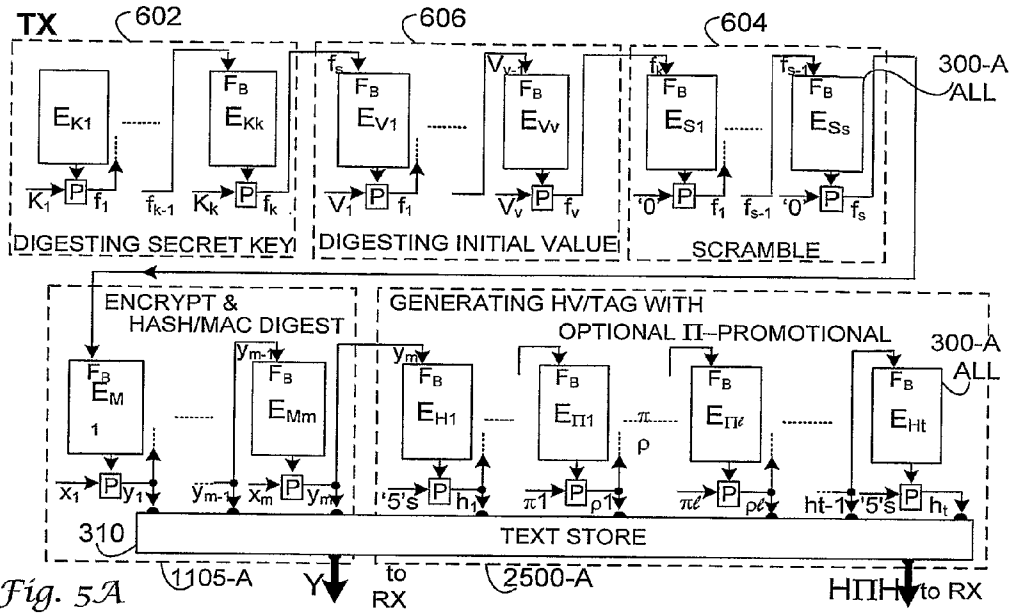 TX
602
606
604
300-A
ALL
F_B
E_K1
P
K_1
f_1
f_k-1
F_B
E_Kk
P
K_k
f_k
DIGESTING SECRET KEY
f_s
F_B
E_V1
P
V_1
f_1
V_v-1
F_B
E_Vv
P
V_v
f_v
DIGESTING INITIAL VALUE
f_k
F_B
E_S1
P
'0'
f_1
f_s-1
f_s-1
F_B
E_Ss
P
'0'
f_s
SCRAMBLE
ENCRYPT &
HASH/MAC DIGEST
F_B
E_M
1
P
x_1
y_1
y_m-1
y_m-1
F_B
E_Mm
P
x_m
y_m
GENERATING HV/TAG WITH
OPTIONAL Π-PROMOTIONAL
300-A
ALL
y_m
F_B
E_H1
P
'5's
h_1
F_B
E_Π1
P
π1
ρ1
π
ρ
F_B
E_Πℓ
P
πℓ
ρℓ
ht-1
F_B
E_Ht
P
'5's
h_t
310
TEXT STORE
1105-A
Y
to
RX
2500-A
HΠH
to RX
Fig. 5A